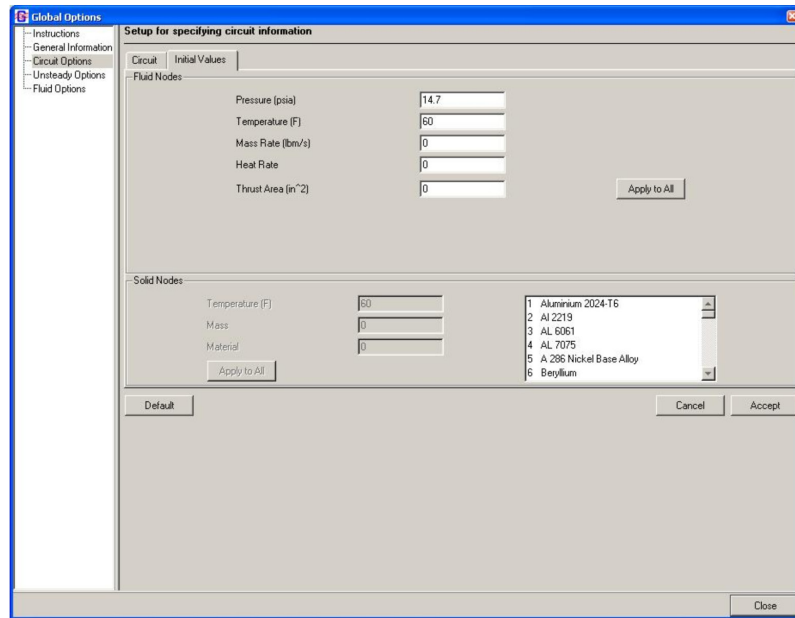 Global Options
Instructions
General Information
Circuit Options
Unsteady Options
Fluid Options
Setup for specifying circuit information
Circuit Initial Values
Fluid Nodes
Pressure (psia) 14.7
Temperature (F) 60
Mass Rate (lbm/s) 0
Heat Rate 0
Thrust Area (in^2) 0 Apply to All
Solid Nodes
Temperature (F) 60
Mass 0
Material 0
Apply to All
1 Aluminium 2024-T6
2 Al 2219
3 AL 6061
4 AL 7075
5 A 286 Nickel Base Alloy
6 Beryllium
Default Cancel Accept
Close